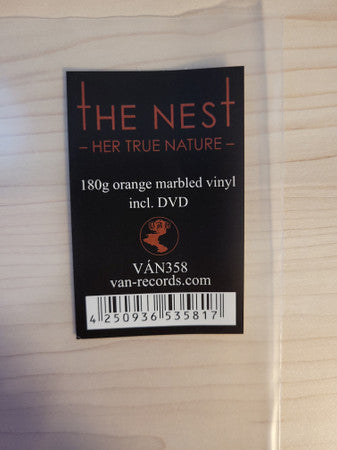 THE NEST
– HER TRUE NATURE –
180g orange marbled vinyl
incl. DVD
VÁN358
van-records.com
4 250936 535817